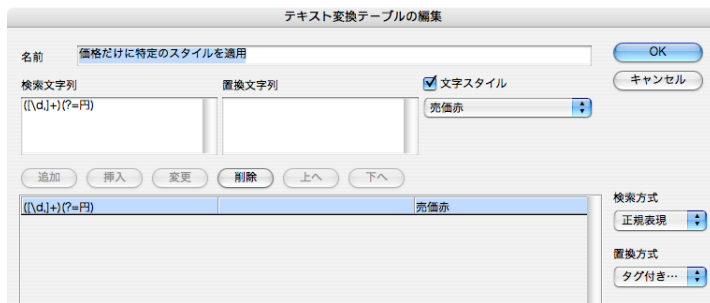 テキスト変換テーブルの編集
名前
価格だけに特定のスタイルを適用
OK
キャンセル
検索文字列
置換文字列
文字スタイル
([\d,]+)(?=円)
売価赤
追加
挿入
変更
削除
上へ
下へ
([\d,]+)(?=円)
売価赤
検索方式
正規表現
置換方式
タグ付き…